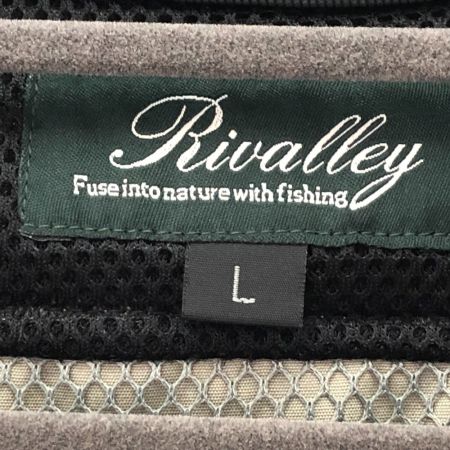 Rivalley
Fuse into nature with fishing
L